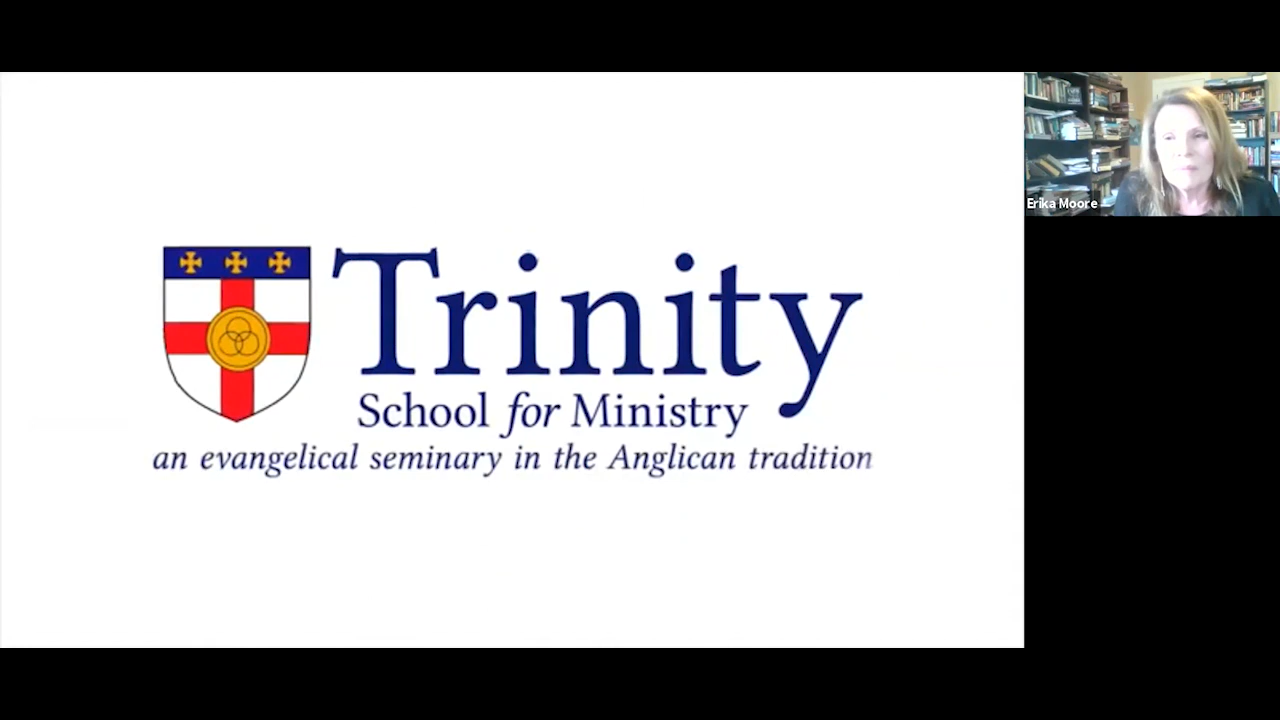 Trinity
School for Ministry
an evangelical seminary in the Anglican tradition
Erika Moore